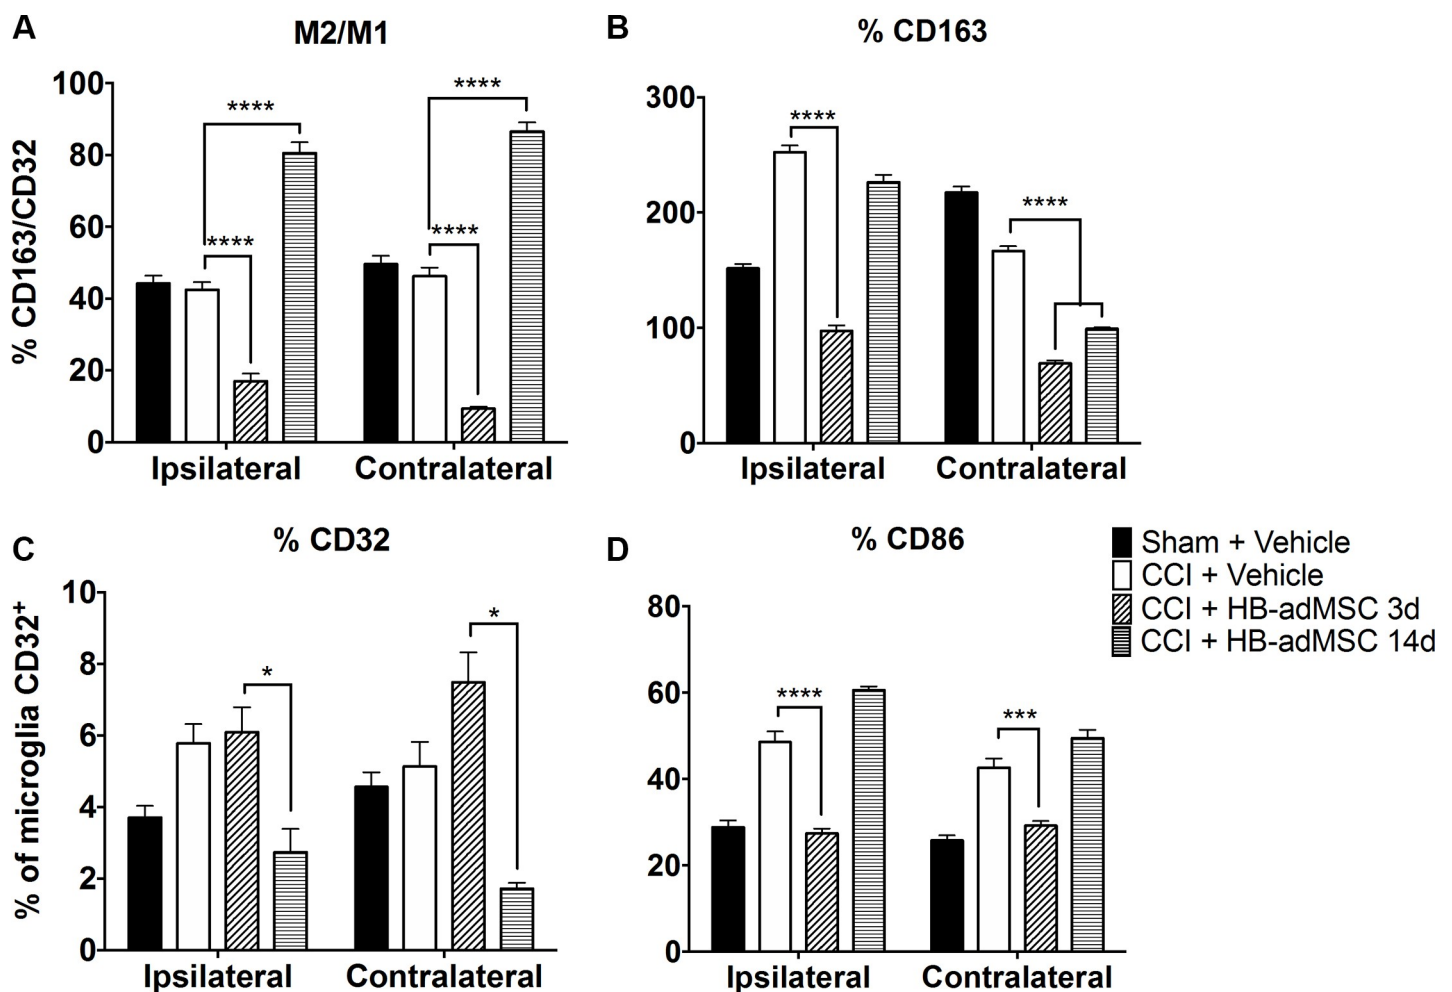 A
M2/M1
% CD163/CD32
100
80
60
40
20
0
****
****
****
****
Ipsilateral
Contralateral
B
% CD163
300
200
100
0
****
****
Ipsilateral
Contralateral
C
% CD32
% of microglia CD32⁺
10
8
6
4
2
0
*
*
Ipsilateral
Contralateral
D
% CD86
80
60
40
20
0
****
***
Ipsilateral
Contralateral
Sham + Vehicle
CCI + Vehicle
CCI + HB-adMSC 3d
CCI + HB-adMSC 14d